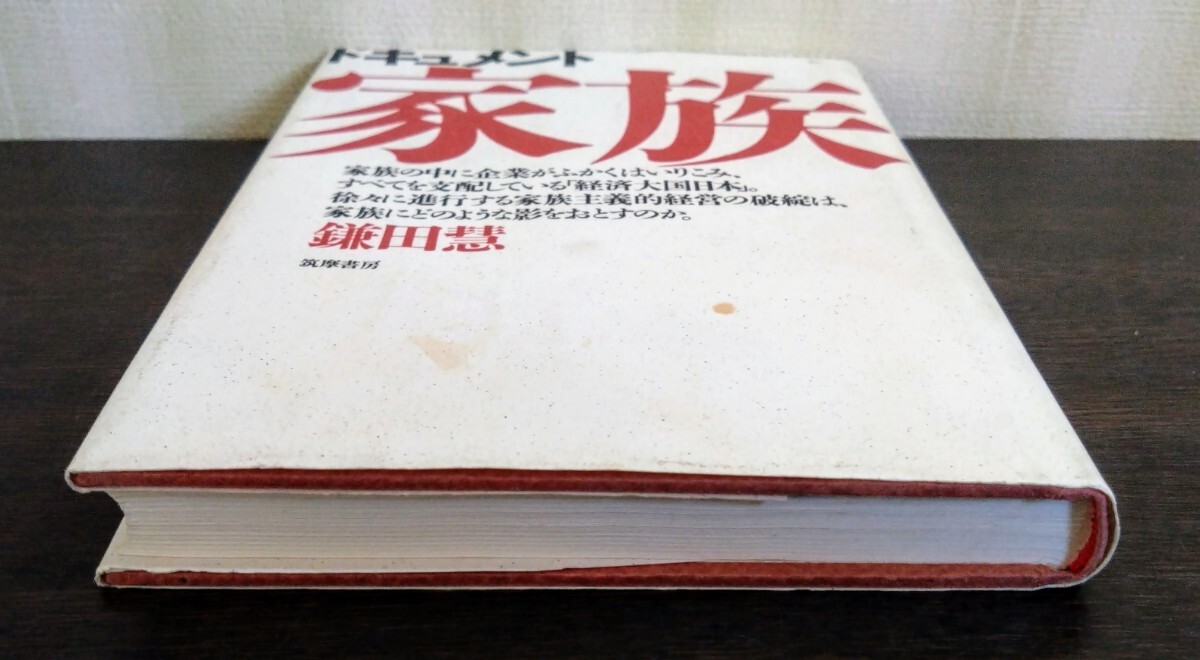 ドキュメント
家族
家族の中に企業がふかくはいりこみ、
すべてを支配している「経済大国日本」。
徐々に進行する家族主義的経営の破綻は、
家族にどのような影をおとすのか。
鎌田慧
筑摩書房